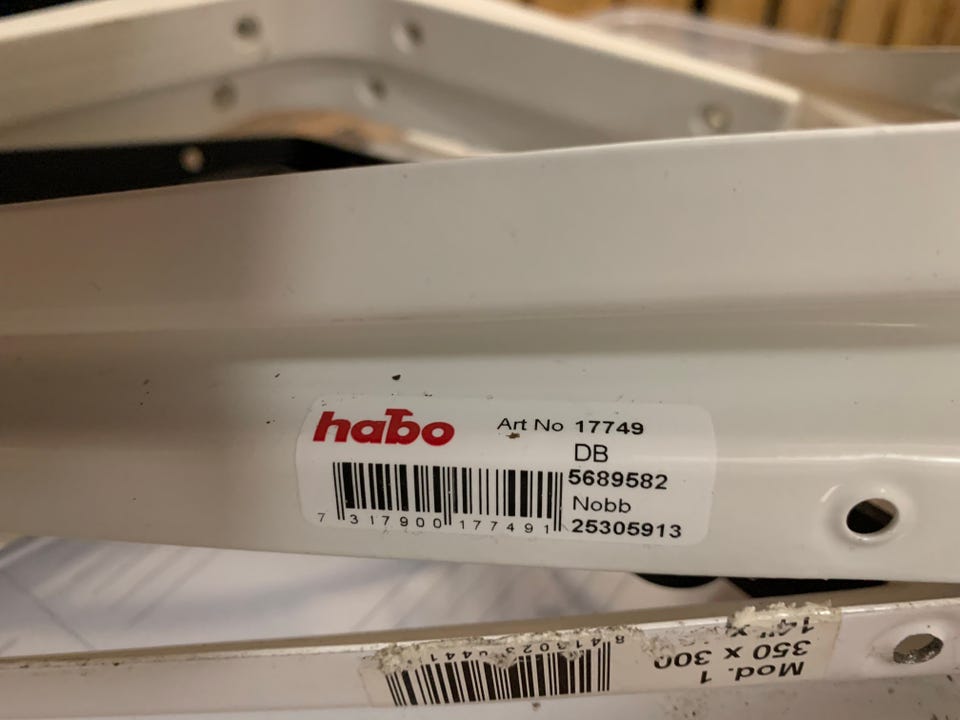 habo Art No 17749
DB
5689582
Nobb
7 317900 177491 25305913
Mod. 1
350 x 300